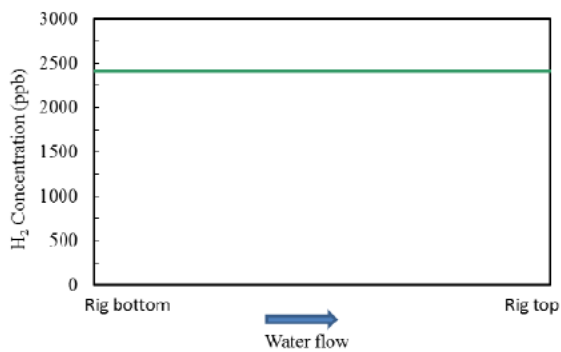 3000
2500
2000
1500
1000
500
0
H₂ Concentration (ppb)
Rig bottom
Rig top
Water flow